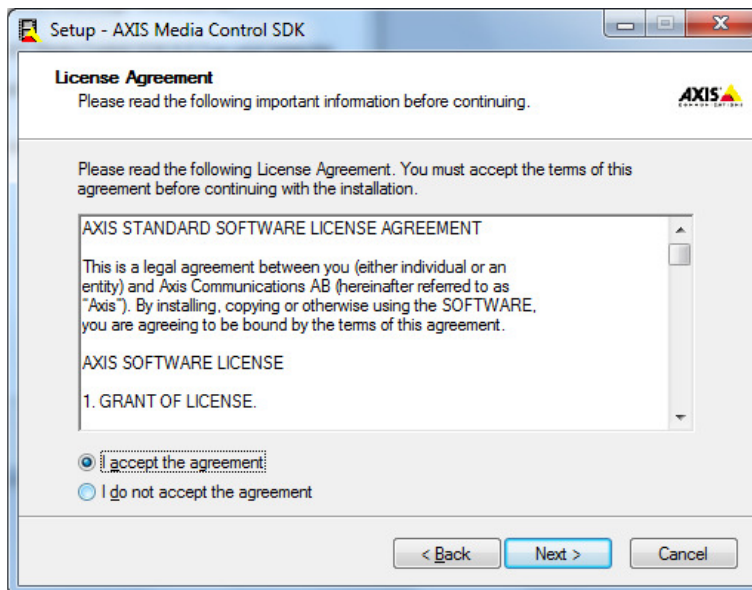 Setup - AXIS Media Control SDK
License Agreement
Please read the following important information before continuing.
AXIS
COMMUNICATIONS
Please read the following License Agreement. You must accept the terms of this
agreement before continuing with the installation.
AXIS STANDARD SOFTWARE LICENSE AGREEMENT
This is a legal agreement between you (either individual or an
entity) and Axis Communications AB (hereinafter referred to as
"Axis"). By installing, copying or otherwise using the SOFTWARE,
you are agreeing to be bound by the terms of this agreement.
AXIS SOFTWARE LICENSE
1. GRANT OF LICENSE.
I accept the agreement
I do not accept the agreement
< Back
Next >
Cancel